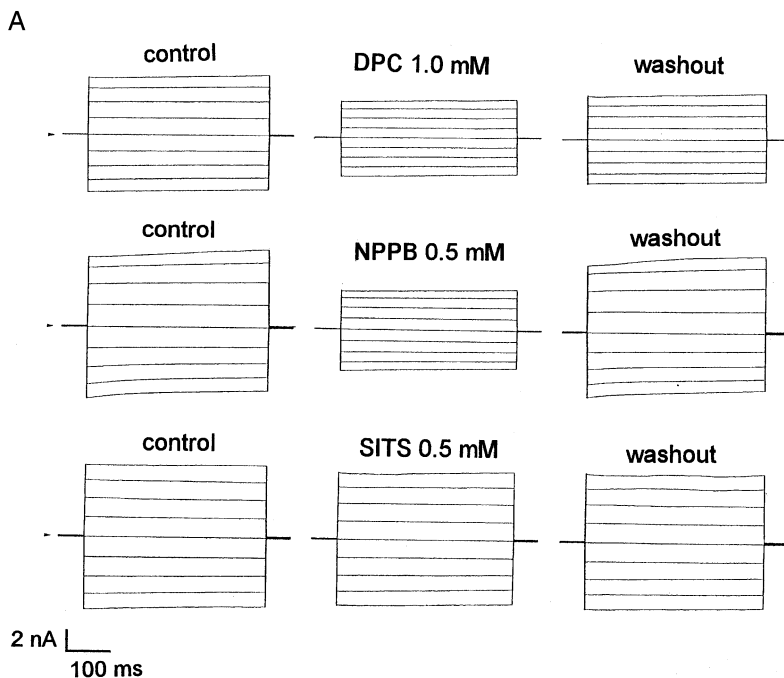 A
control
DPC 1.0 mM
washout
control
NPPB 0.5 mM
washout
control
SITS 0.5 mM
washout
2 nA
100 ms